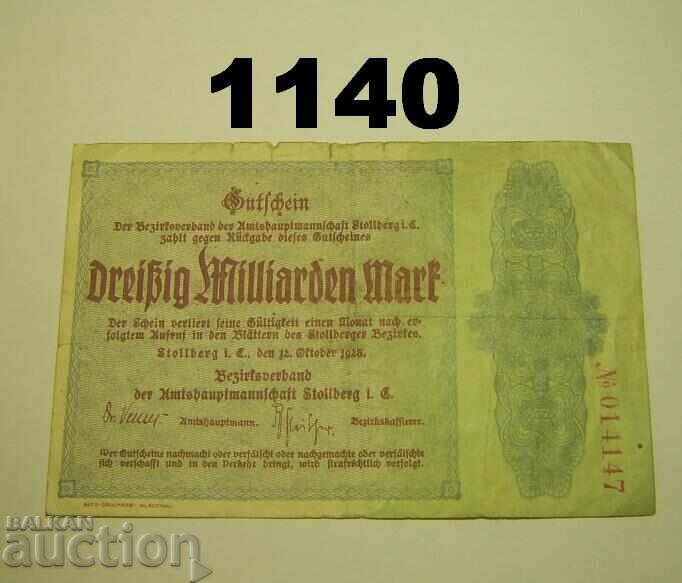 1140
Gutschein
Der Bezirksverband der Amtshauptmannschaft Stollberg i. E.
zahlt gegen Rückgabe dieses Gutscheines
Dreißig Milliarden Mark
Der Schein verliert seine Gültigkeit einen Monat nach er-
folgtem Aufruf in den Blättern des Stollberger Bezirkes.
Stollberg i. E., den 12. Oktober 1923.
Bezirksverband
der Amtshauptmannschaft Stollberg i. E.
Amtshauptmann. Bezirkskassierer.
Wer Gutscheine nachmacht oder verfälscht oder nachgemachte oder verfälschte
sich verschafft und in den Verkehr bringt, wird strafrechtlich verfolgt.
№ 014147
BALKAN
auction